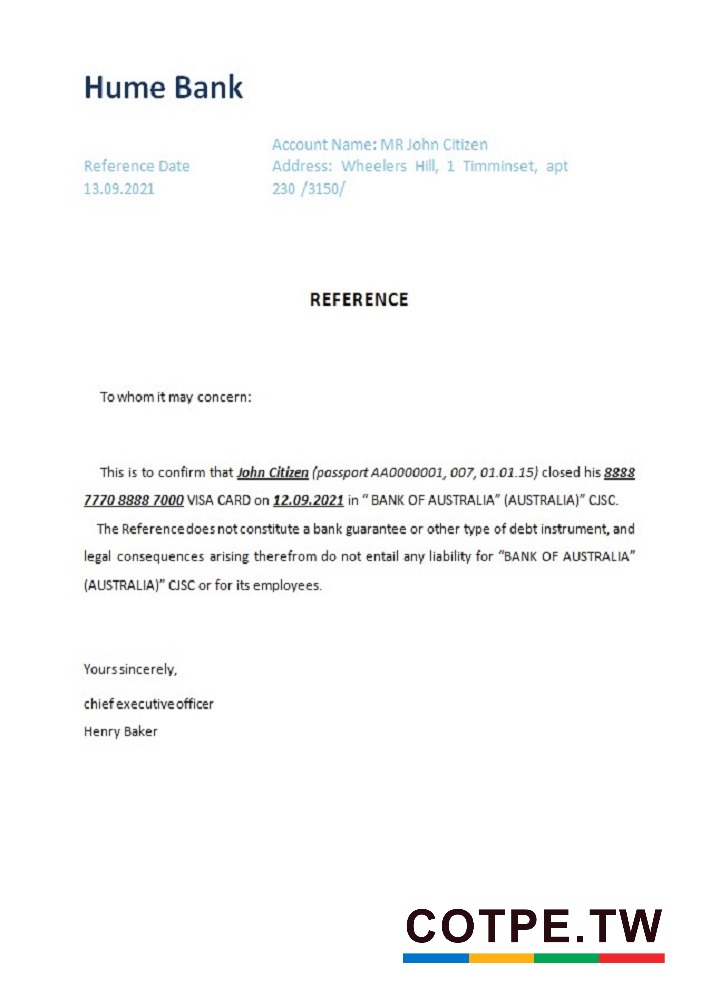 Hume Bank
Account Name: MR John Citizen
Reference Date
Address: Wheelers Hill, 1 Timminset, apt
13.09.2021
230 /3150/
REFERENCE
To whom it may concern:
This is to confirm that John Citizen (passport AA0000001, 007, 01.01.15) closed his 8888
7770 8888 7000 VISA CARD on 12.09.2021 in “ BANK OF AUSTRALIA” (AUSTRALIA)” CJSC.
The Reference does not constitute a bank guarantee or other type of debt instrument, and
legal consequences arising therefrom do not entail any liability for “BANK OF AUSTRALIA”
(AUSTRALIA)” CJSC or for its employees.
Yours sincerely,
chief executive officer
Henry Baker
COTPE.TW